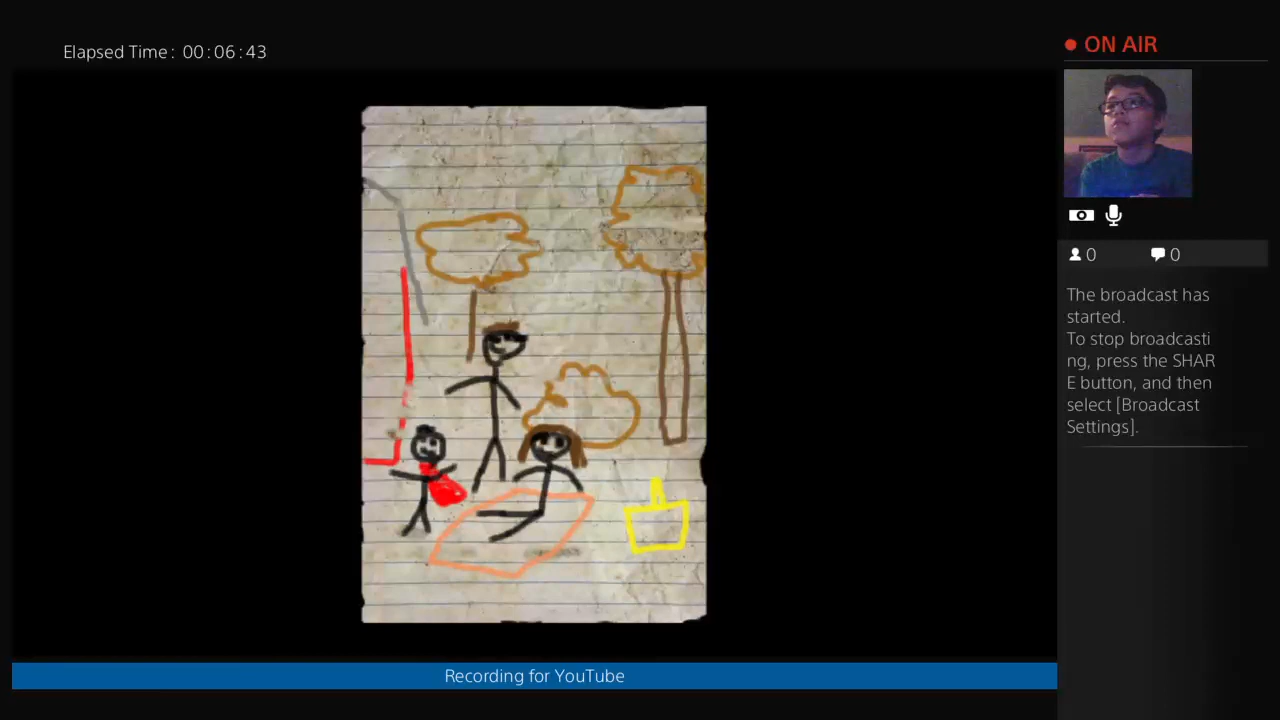 Elapsed Time: 00:06:43
ON AIR
0
0
The broadcast has
started.
To stop broadcasti
ng, press the SHAR
E button, and then
select [Broadcast
Settings].
Recording for YouTube